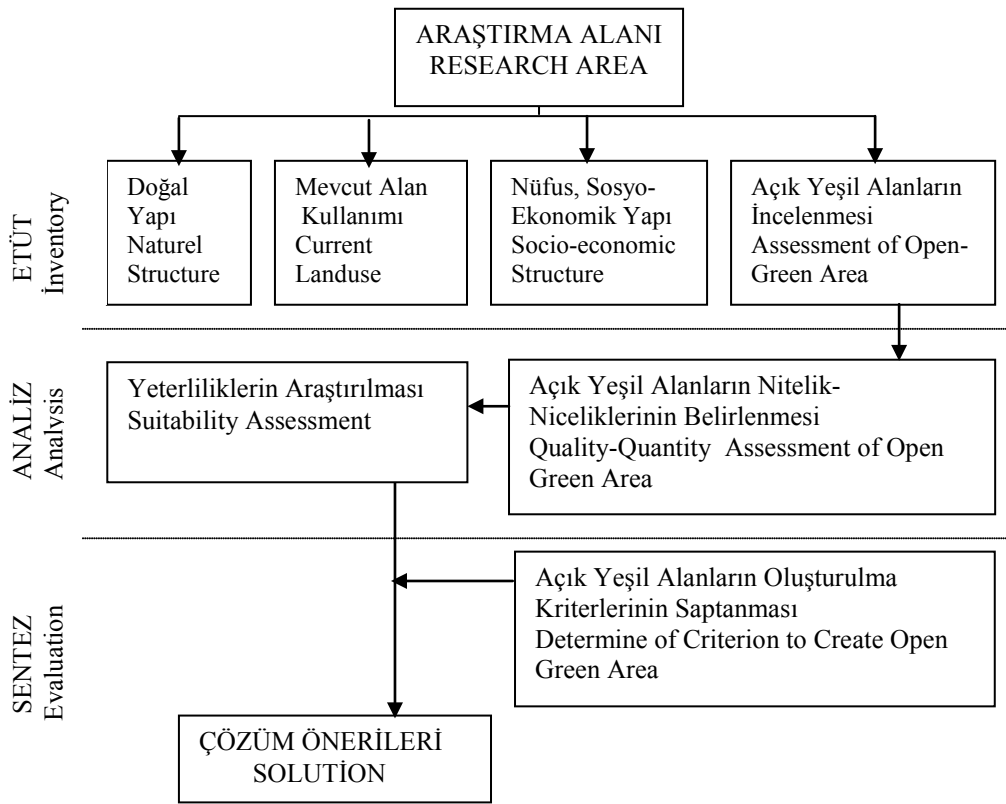 ARAŞTIRMA ALANI
RESEARCH AREA
ETÜT
İnventory
Doğal
Yapı
Naturel
Structure
Mevcut Alan
Kullanımı
Current
Landuse
Nüfus, Sosyo-
Ekonomik Yapı
Socio-economic
Structure
Açık Yeşil Alanların
İncelenmesi
Assessment of Open-
Green Area
ANALİZ
Analysis
Yeterliliklerin Araştırılması
Suitability Assessment
Açık Yeşil Alanların Nitelik-
Niceliklerinin Belirlenmesi
Quality-Quantity Assessment of Open
Green Area
SENTEZ
Evaluation
Açık Yeşil Alanların Oluşturulma
Kriterlerinin Saptanması
Determine of Criterion to Create Open
Green Area
ÇÖZÜM ÖNERİLERİ
SOLUTİON